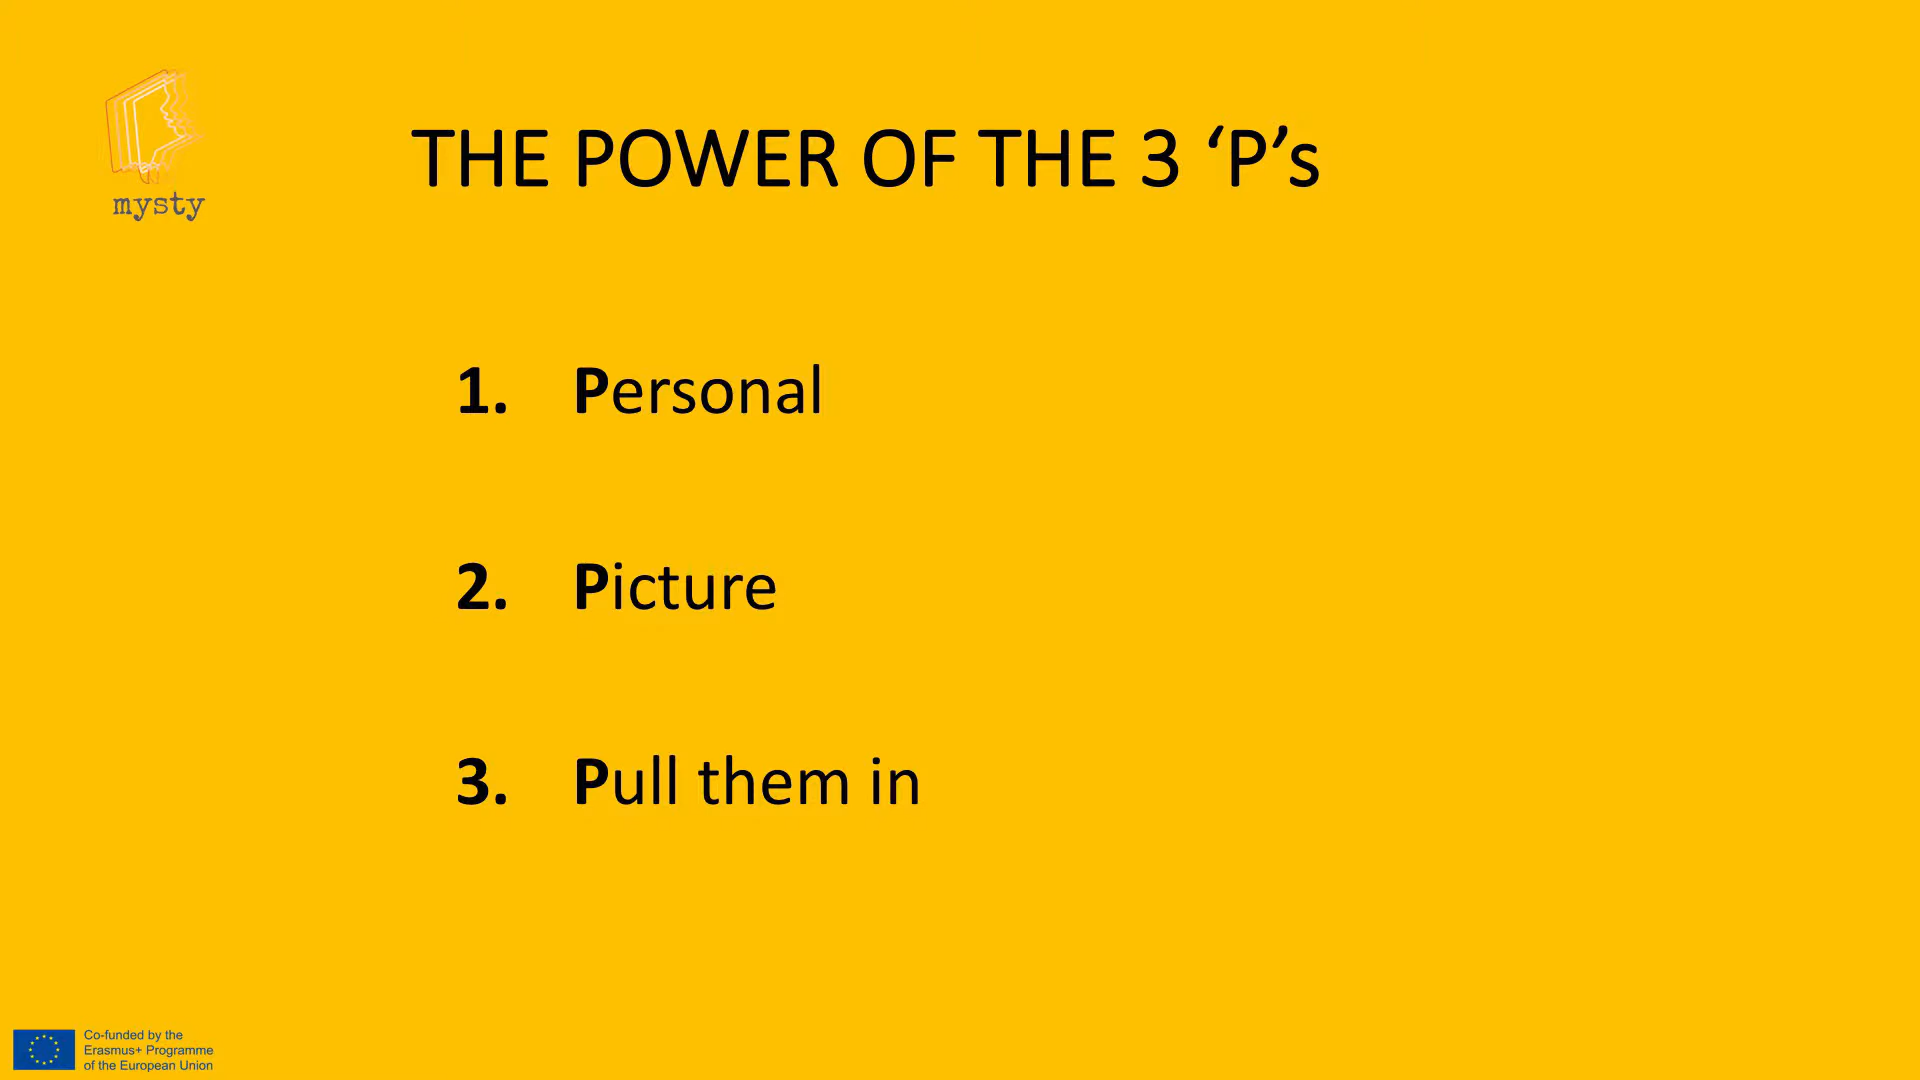 mysty
THE POWER OF THE 3 ‘P’s
1. Personal
2. Picture
3. Pull them in
Co-funded by the
Erasmus+ Programme
of the European Union